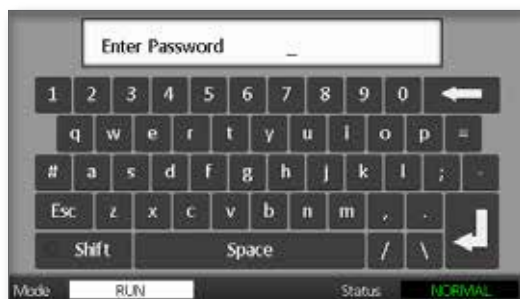 Enter Password _
1 2 3 4 5 6 7 8 9 0
q w e r t y u i o p =
# a s d f g h j k l ; -
Esc z x c v b n m , .
Shift Space / \
Mode RUN Status NORMAL